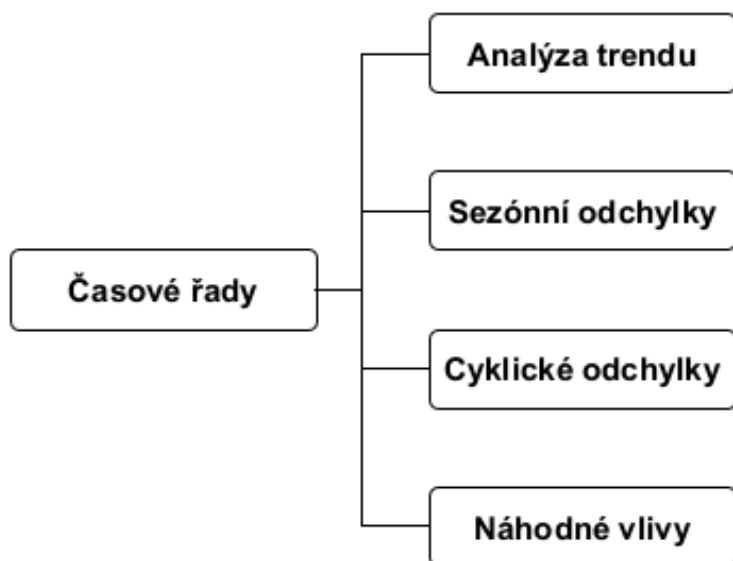 Analýza trendu
Sezónní odchylky
Časové řady
Cyklické odchylky
Náhodné vlivy